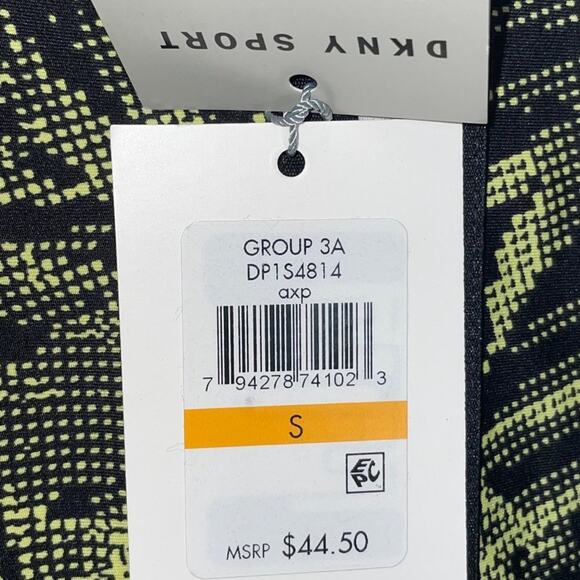 DKNY SPORT
GROUP 3A
DP1S4814
axp
7 94278 74102 3
S
EPC
MSRP $44.50